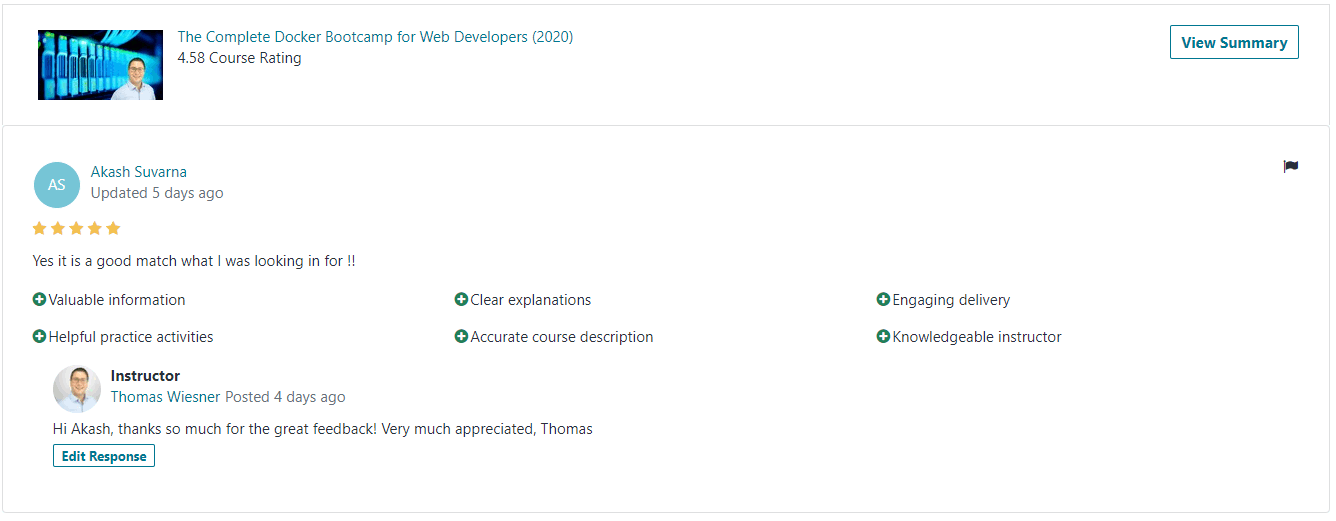 The Complete Docker Bootcamp for Web Developers (2020)
4.58 Course Rating
View Summary
AS
Akash Suvarna
Updated 5 days ago
Yes it is a good match what I was looking in for !!
Valuable information
Clear explanations
Engaging delivery
Helpful practice activities
Accurate course description
Knowledgeable instructor
Instructor
Thomas Wiesner Posted 4 days ago
Hi Akash, thanks so much for the great feedback! Very much appreciated, Thomas
Edit Response